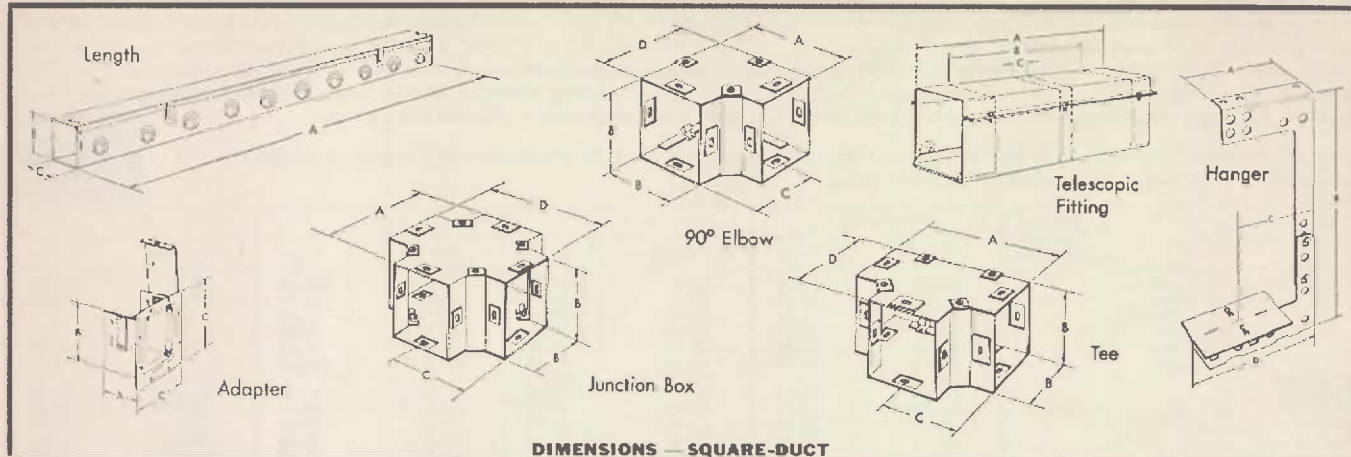 Length
A
C
D
A
B
B
C
90° Elbow
A
B
C
Telescopic
Fitting
A
Hanger
C
B
D
Adapter
A
C
C
A
D
B
B
C
Junction Box
D
A
B
B
C
Tee
DIMENSIONS — SQUARE-DUCT